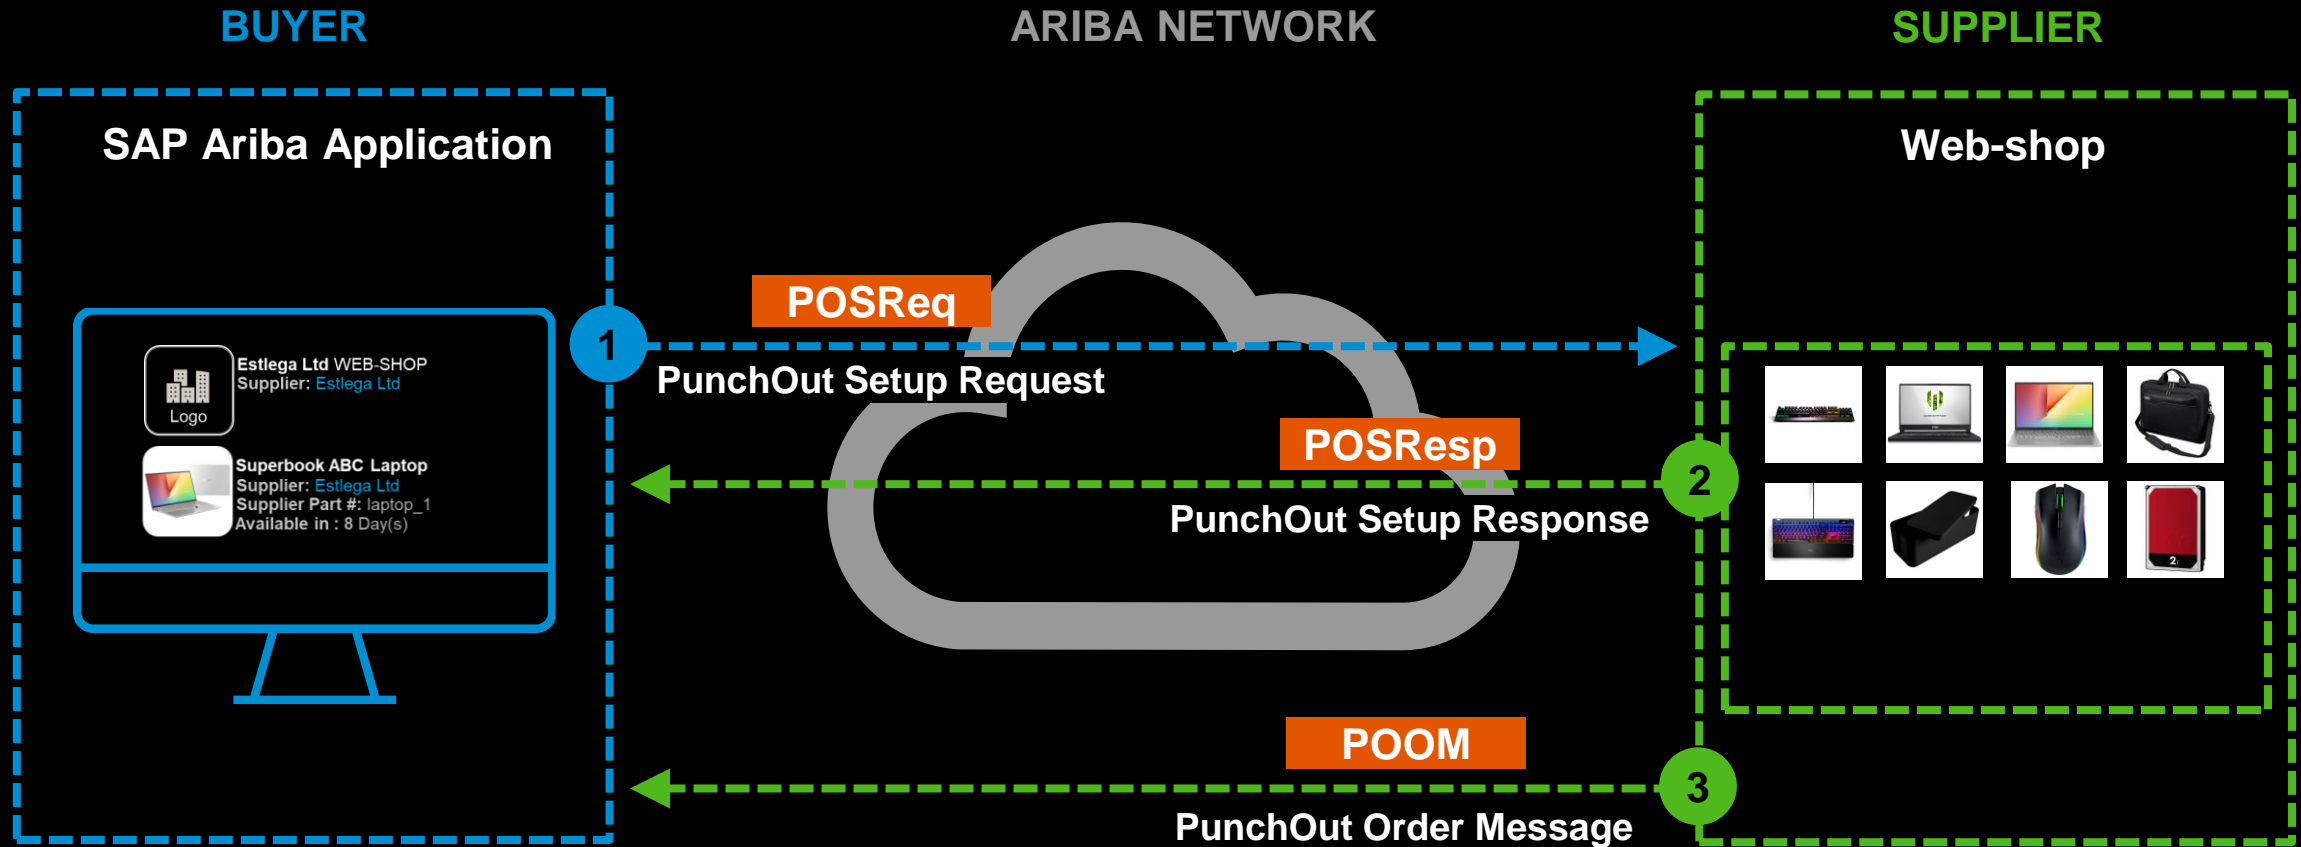 BUYER
ARIBA NETWORK
SUPPLIER
SAP Ariba Application
Web-shop
POSReq
1
PunchOut Setup Request
Logo
Estlega Ltd WEB-SHOP
Supplier: Estlega Ltd
Superbook ABC Laptop
Supplier: Estlega Ltd
Supplier Part #: laptop_1
Available in : 8 Day(s)
POSResp
2
PunchOut Setup Response
POOM
3
PunchOut Order Message